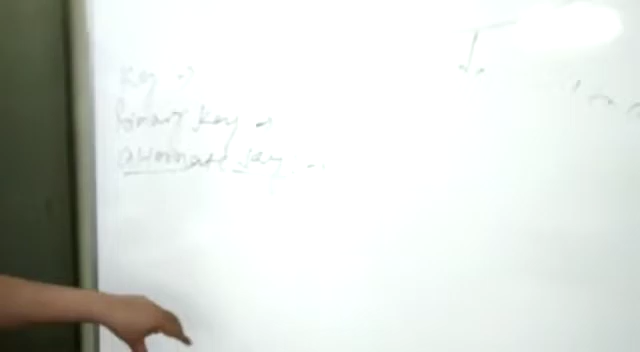 Key →
Primary key →
alternate key →